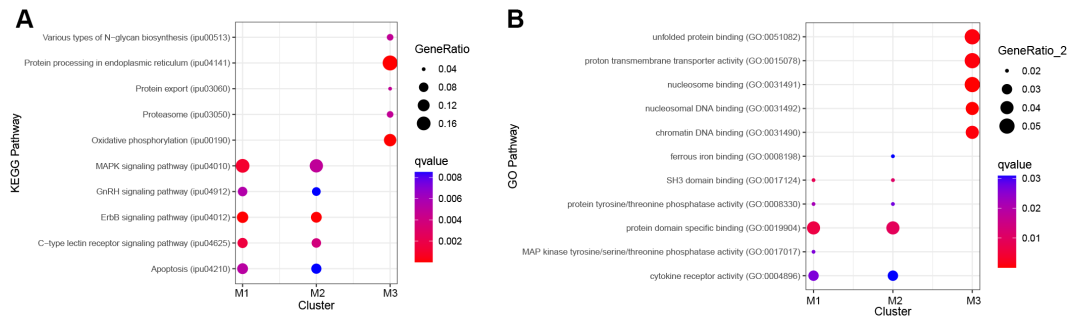 A
KEGG Pathway
Various types of N−glycan biosynthesis (ipu00513)
Protein processing in endoplasmic reticulum (ipu04141)
Protein export (ipu03060)
Proteasome (ipu03050)
Oxidative phosphorylation (ipu00190)
MAPK signaling pathway (ipu04010)
GnRH signaling pathway (ipu04912)
ErbB signaling pathway (ipu04012)
C−type lectin receptor signaling pathway (ipu04625)
Apoptosis (ipu04210)
M1 M2 M3
Cluster
GeneRatio
0.04
0.08
0.12
0.16
qvalue
0.008
0.006
0.004
0.002
B
GO Pathway
unfolded protein binding (GO:0051082)
proton transmembrane transporter activity (GO:0015078)
nucleosome binding (GO:0031491)
nucleosomal DNA binding (GO:0031492)
chromatin DNA binding (GO:0031490)
ferrous iron binding (GO:0008198)
SH3 domain binding (GO:0017124)
protein tyrosine/threonine phosphatase activity (GO:0008330)
protein domain specific binding (GO:0019904)
MAP kinase tyrosine/serine/threonine phosphatase activity (GO:0017017)
cytokine receptor activity (GO:0004896)
M1 M2 M3
Cluster
GeneRatio_2
0.02
0.03
0.04
0.05
qvalue
0.03
0.02
0.01